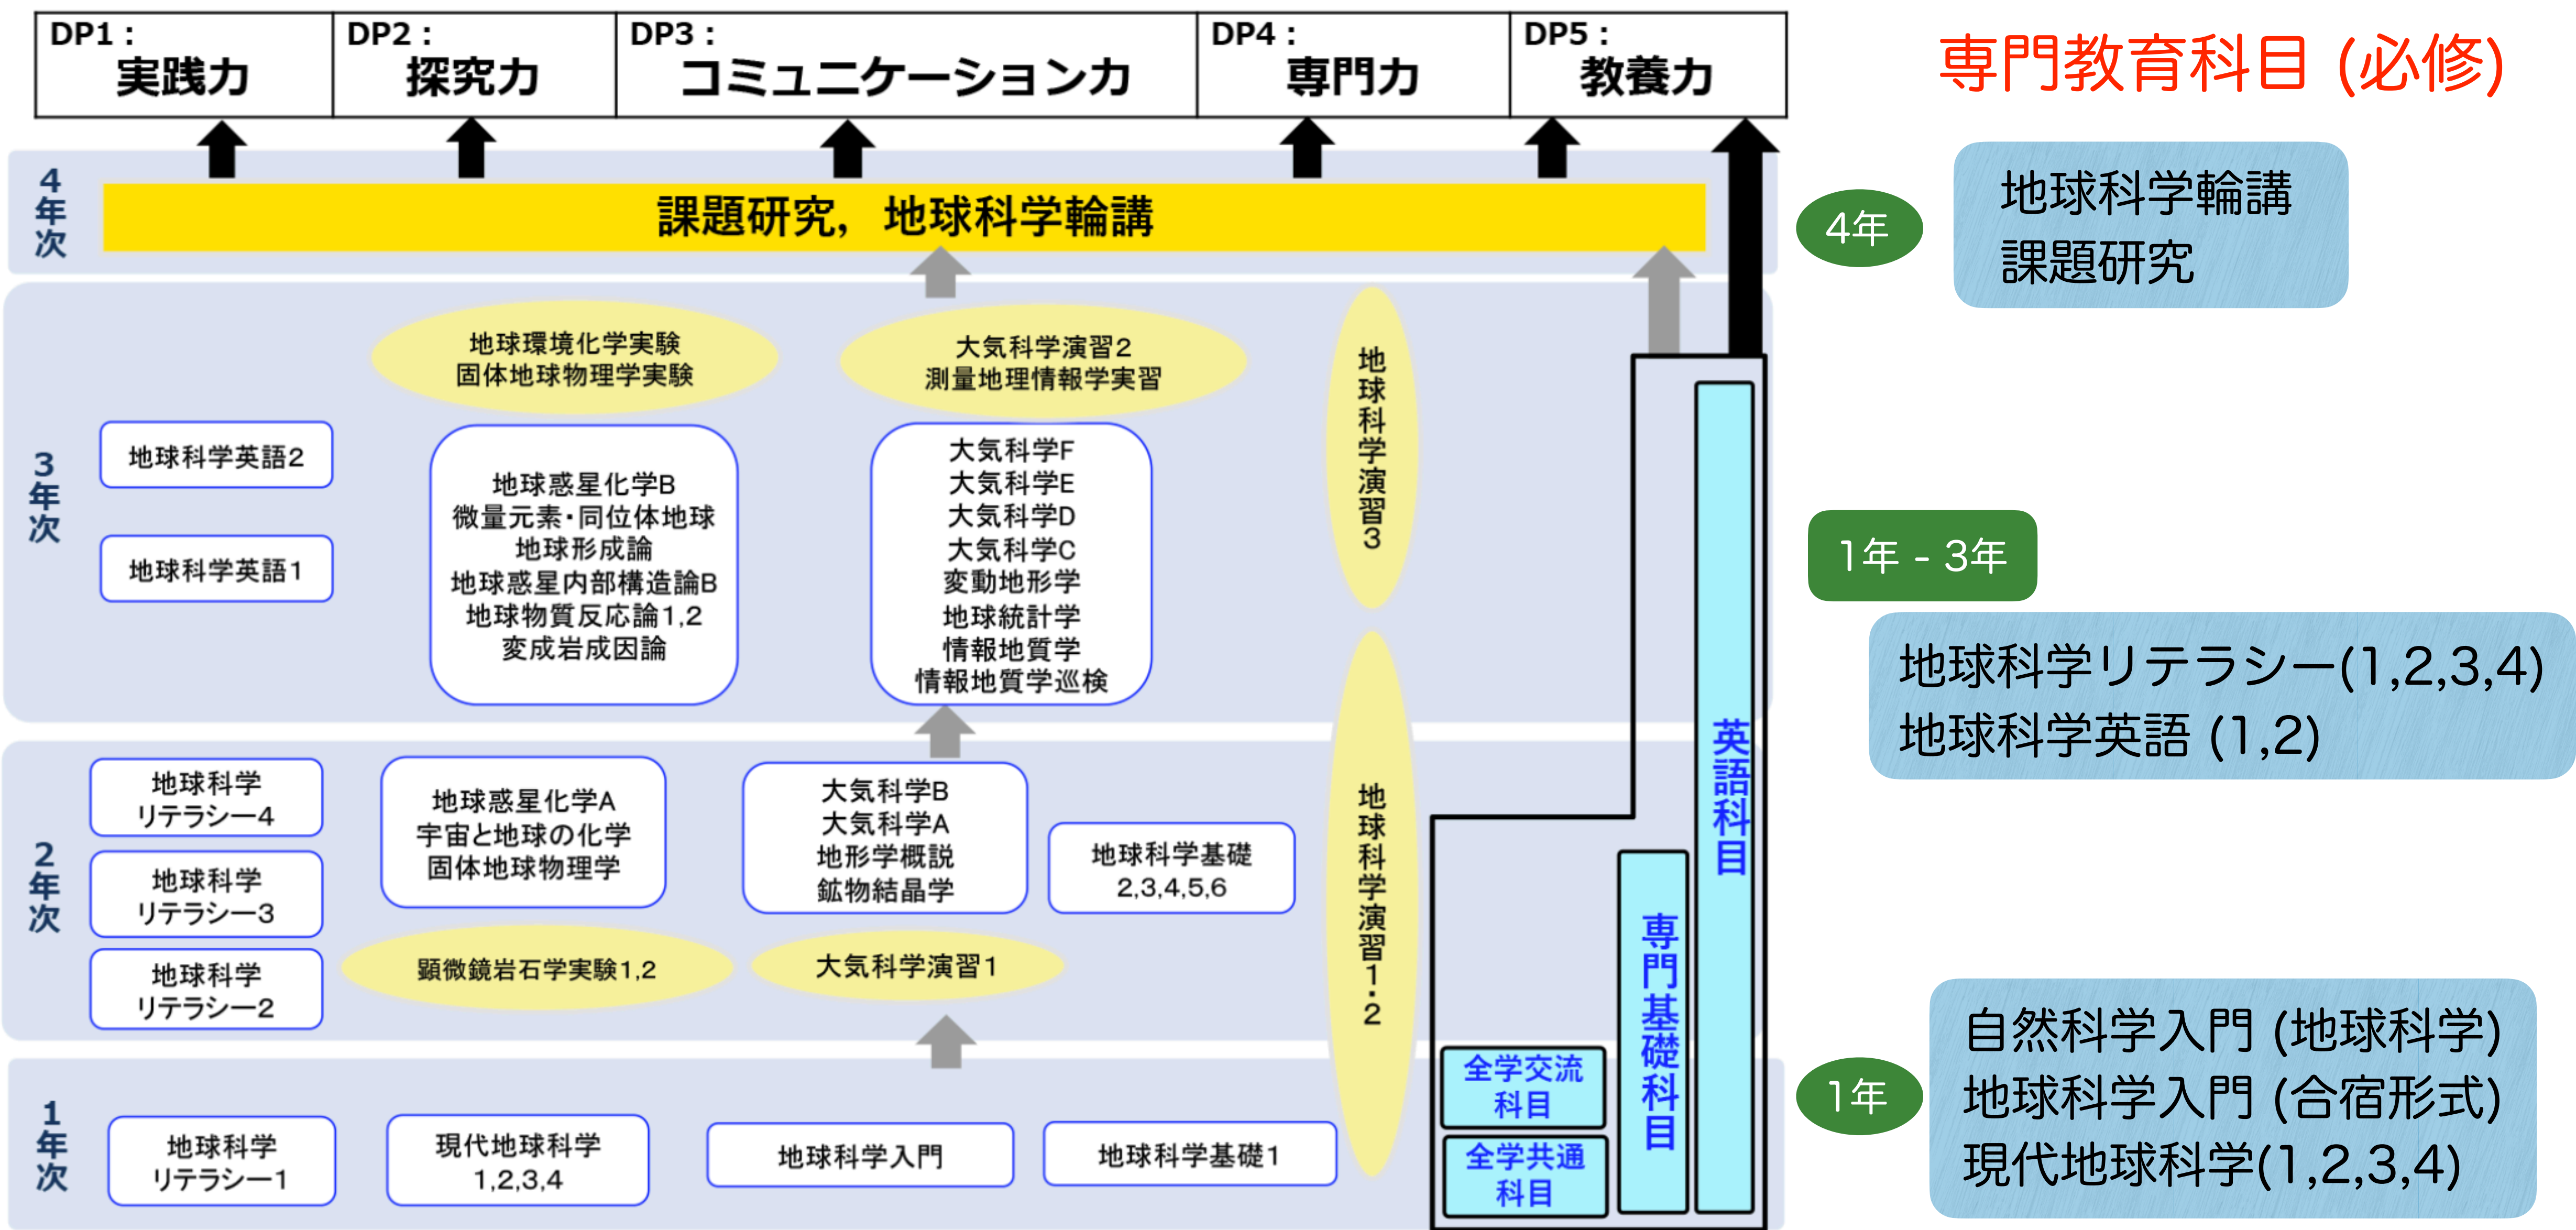 DP1：
実践力
DP2：
探究力
DP3：
コミュニケーション力
DP4：
専門力
DP5：
教養力
専門教育科目 (必修)
4年次
課題研究，地球科学輪講
4年
地球科学輪講
課題研究
3年次
地球環境化学実験
固体地球物理学実験
大気科学演習2
測量地理情報学実習
地球科学演習3
地球科学英語2
地球科学英語1
地球惑星化学B
微量元素・同位体地球
地球形成論
地球惑星内部構造論B
地球物質反応論1,2
変成岩成因論
大気科学F
大気科学E
大気科学D
大気科学C
変動地形学
地球統計学
情報地質学
情報地質学巡検
1年 - 3年
地球科学リテラシー(1,2,3,4)
地球科学英語 (1,2)
2年次
地球科学
リテラシー4
地球科学
リテラシー3
地球科学
リテラシー2
地球惑星化学A
宇宙と地球の化学
固体地球物理学
大気科学B
大気科学A
地形学概説
鉱物結晶学
地球科学基礎
2,3,4,5,6
顕微鏡岩石学実験1,2
大気科学演習1
地球科学演習1・2
英語科目
専門基礎科目
全学交流
科目
全学共通
科目
1年次
地球科学
リテラシー1
現代地球科学
1,2,3,4
地球科学入門
地球科学基礎1
1年
自然科学入門 (地球科学)
地球科学入門 (合宿形式)
現代地球科学(1,2,3,4)